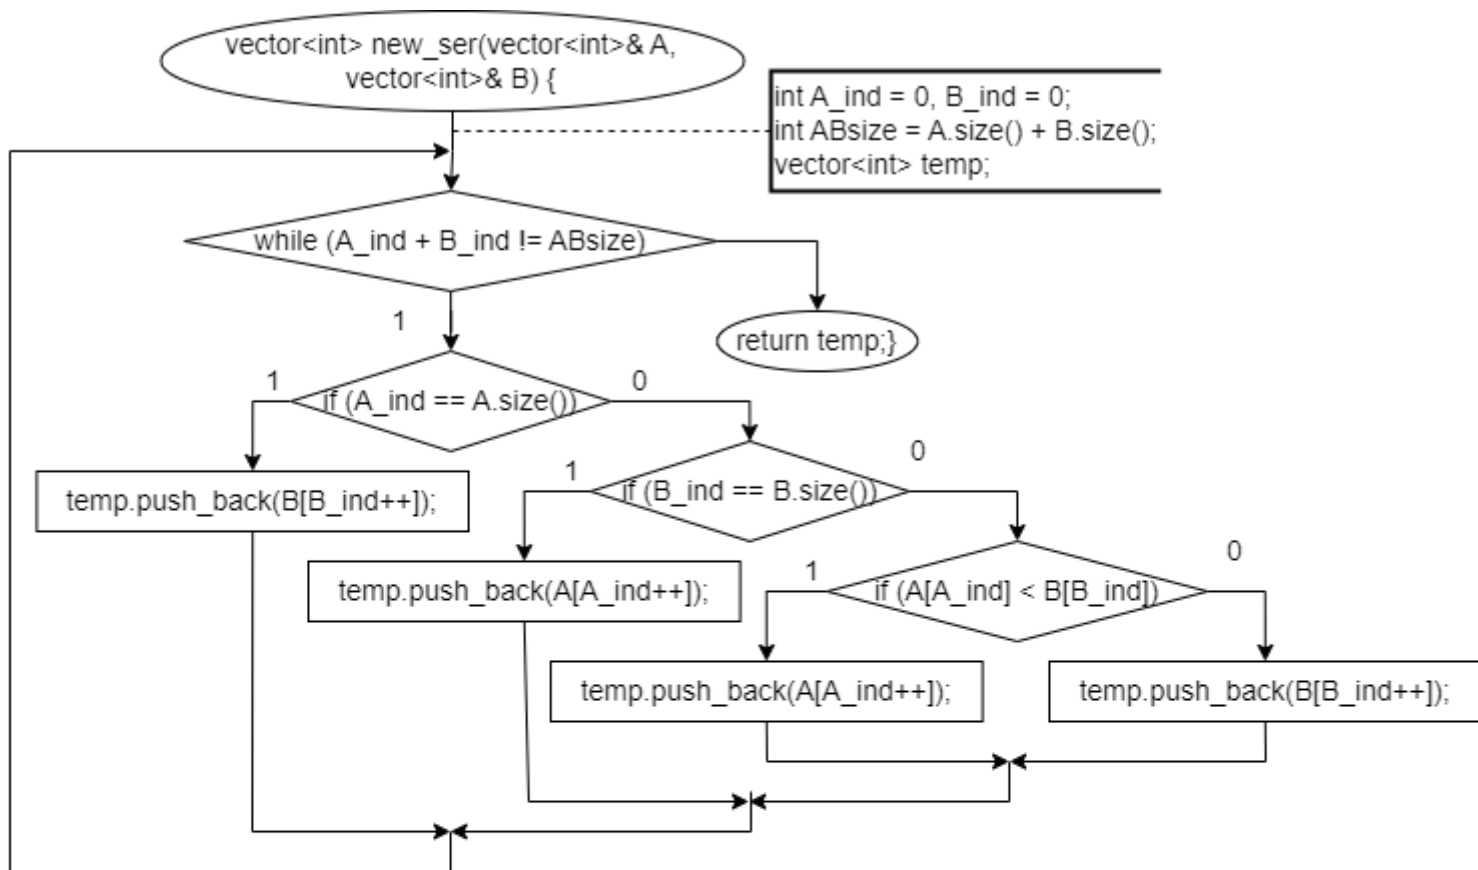 vector<int> new_ser(vector<int>& A,
vector<int>& B) {
int A_ind = 0, B_ind = 0;
int ABsize = A.size() + B.size();
vector<int> temp;
while (A_ind + B_ind != ABsize)
1
return temp;}
1
if (A_ind == A.size())
0
temp.push_back(B[B_ind++]);
1
if (B_ind == B.size())
0
temp.push_back(A[A_ind++]);
1
if (A[A_ind] < B[B_ind])
0
temp.push_back(A[A_ind++]);
temp.push_back(B[B_ind++]);